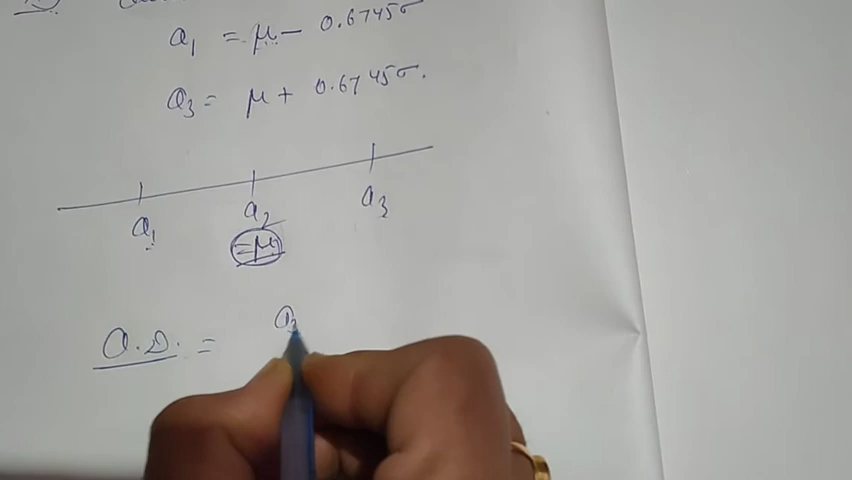 Q₁ = μ - 0.6745σ
Q₃ = μ + 0.6745σ.
Q₁ Q₂ Q₃
=μ
Q.D. = Q₃